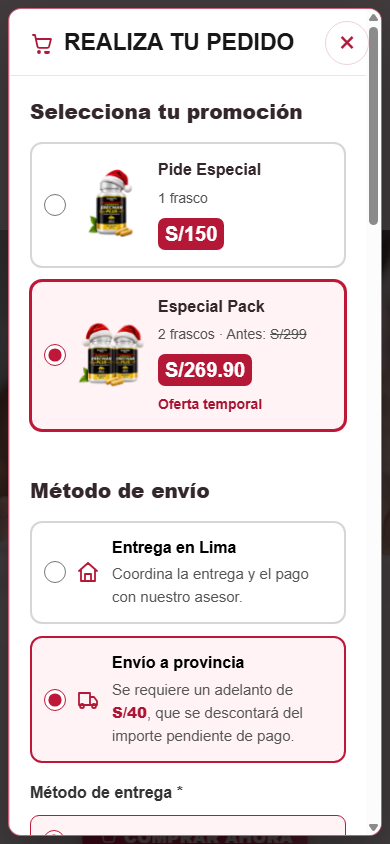 REALIZA TU PEDIDO
Selecciona tu promoción
Pide Especial
1 frasco
S/150
Especial Pack
2 frascos · Antes: S/299
S/269.90
Oferta temporal
Método de envío
Entrega en Lima
Coordina la entrega y el pago
con nuestro asesor.
Envío a provincia
Se requiere un adelanto de
S/40, que se descontará del
importe pendiente de pago.
Método de entrega *
COMPRAR AHORA